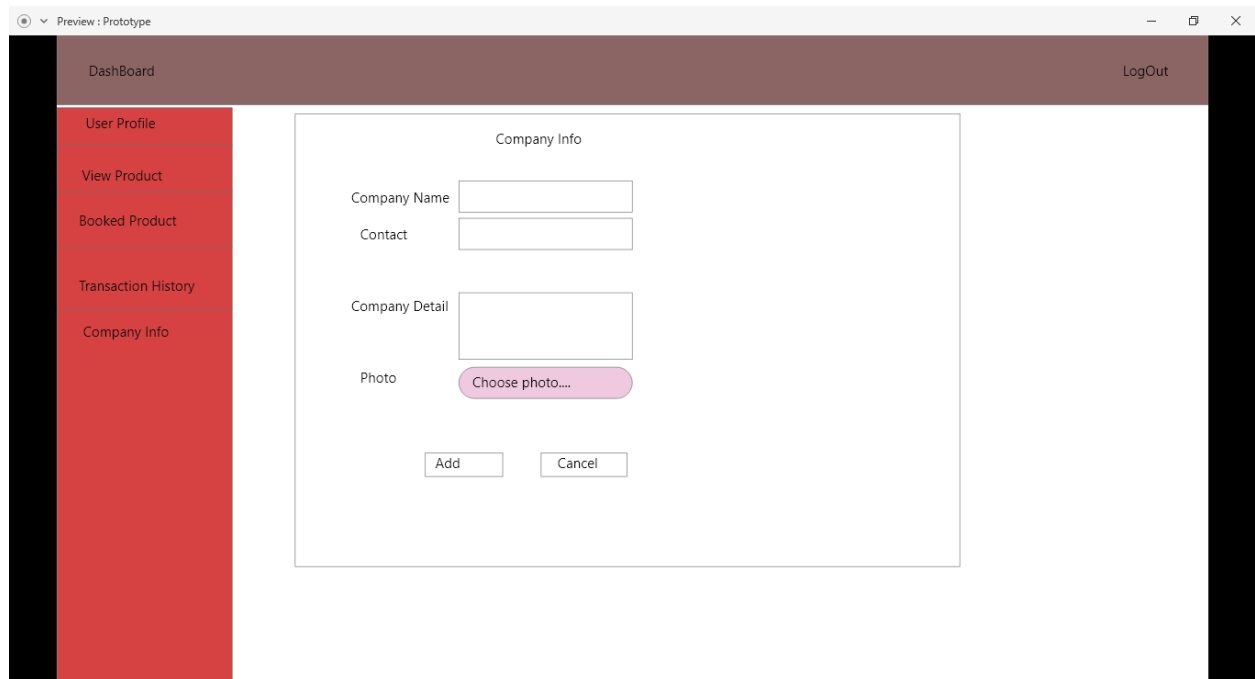 Preview : Prototype
DashBoard
LogOut
User Profile
View Product
Booked Product
Transaction History
Company Info
Company Info
Company Name
Contact
Company Detail
Photo
Choose photo....
Add
Cancel